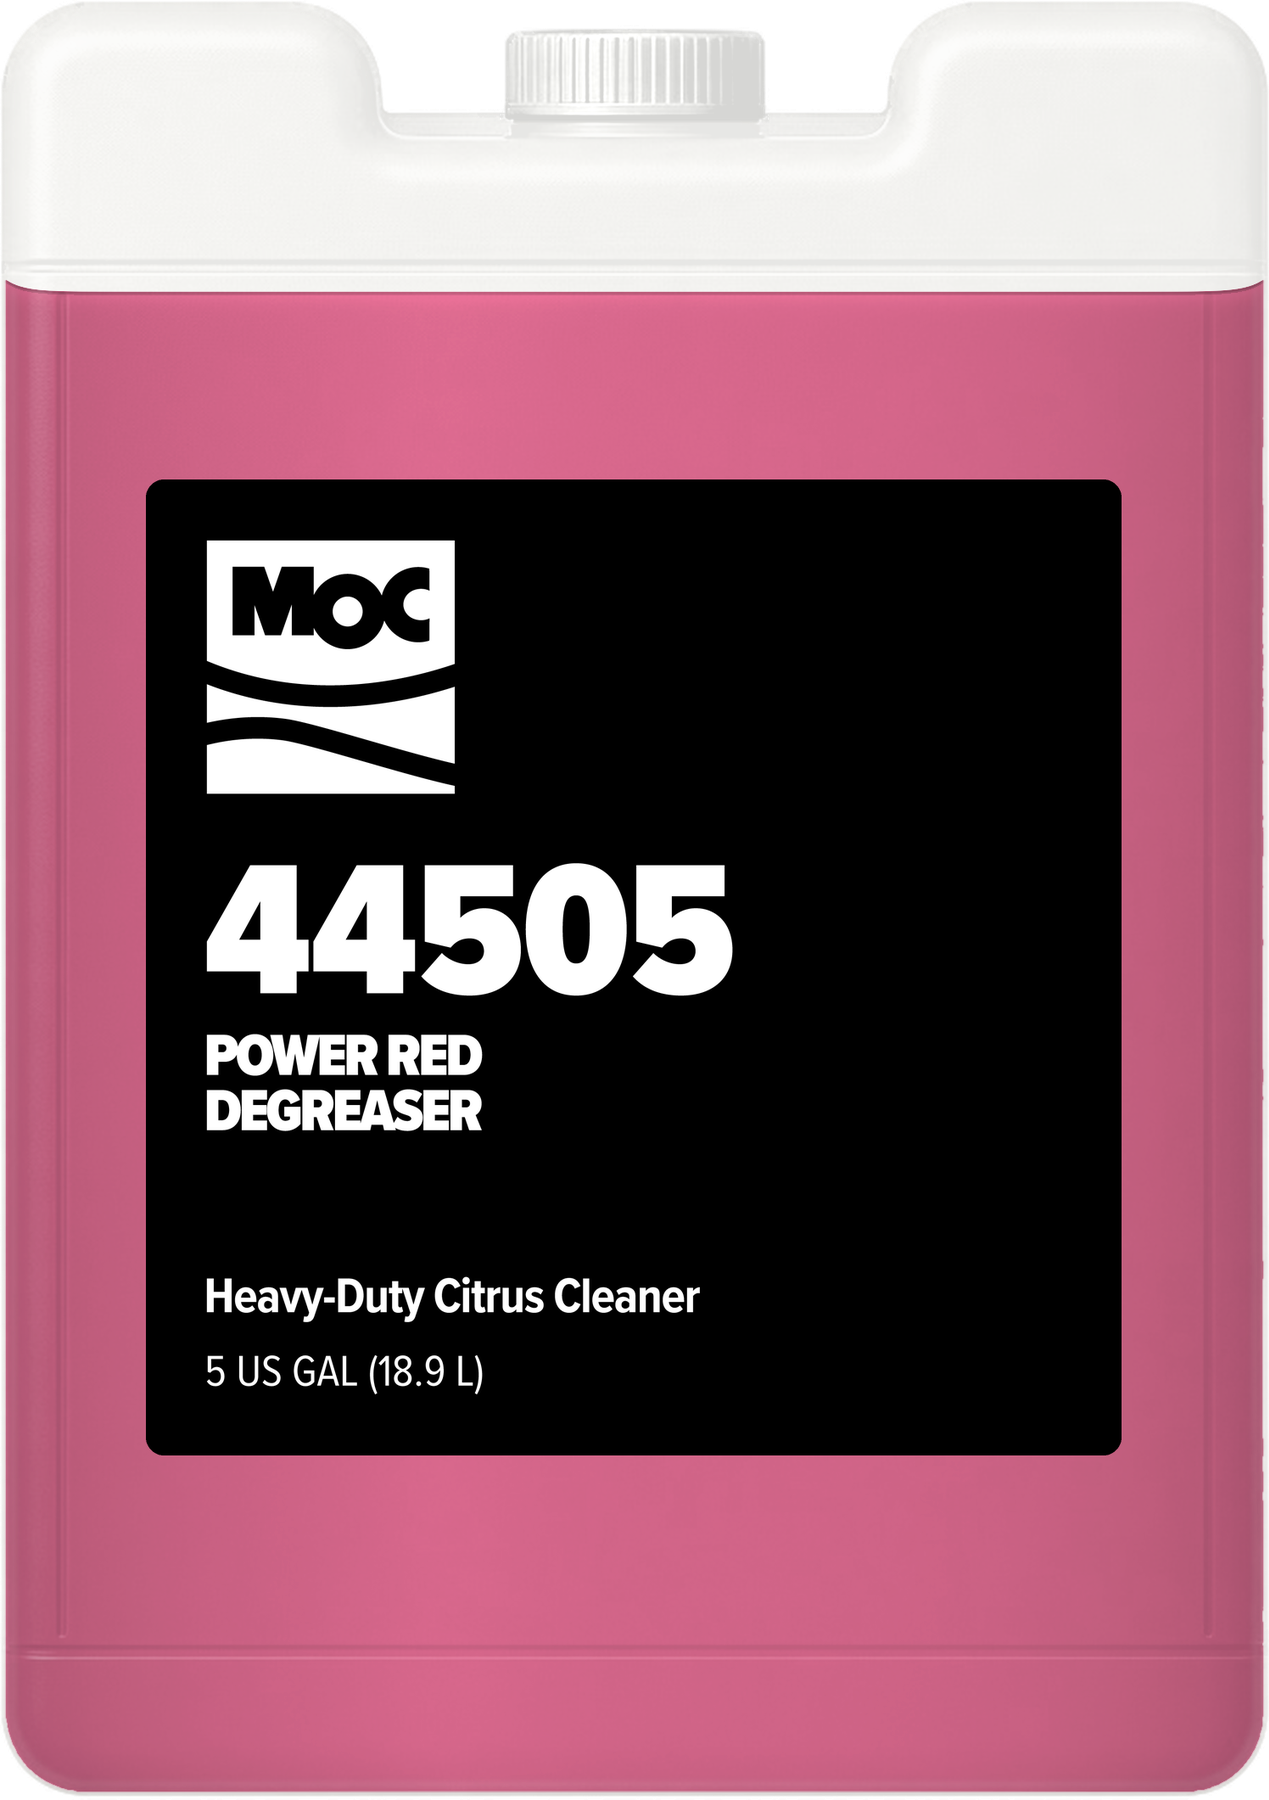 MOC
44505
POWER RED
DEGREASER
Heavy-Duty Citrus Cleaner
5 US GAL (18.9 L)